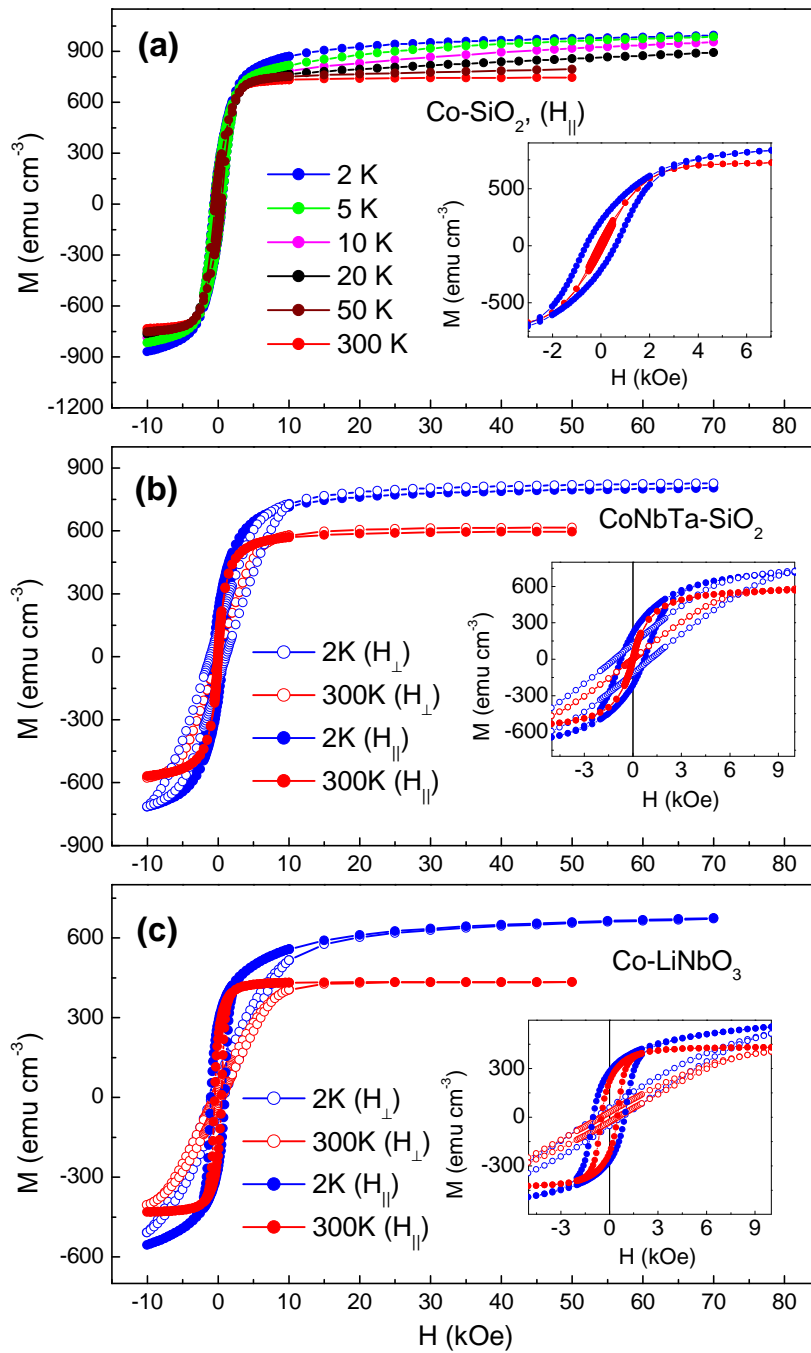 (a)
M (emu cm⁻³)
900
600
300
0
-300
-600
-900
-1200
Co-SiO₂, (H||)
2 K
5 K
10 K
20 K
50 K
300 K
M (emu cm⁻³)
500
0
-500
-2 0 2 4 6
H (kOe)
-10 0 10 20 30 40 50 60 70 80
(b)
M (emu cm⁻³)
900
600
300
0
-300
-600
-900
CoNbTa-SiO₂
2K (H⊥)
300K (H⊥)
2K (H||)
300K (H||)
M (emu cm⁻³)
600
300
0
-300
-600
-3 0 3 6 9
H (kOe)
-10 0 10 20 30 40 50 60 70 80
(c)
M (emu cm⁻³)
600
300
0
-300
-600
Co-LiNbO₃
2K (H⊥)
300K (H⊥)
2K (H||)
300K (H||)
M (emu cm⁻³)
300
0
-300
-3 0 3 6 9
H (kOe)
-10 0 10 20 30 40 50 60 70 80
H (kOe)